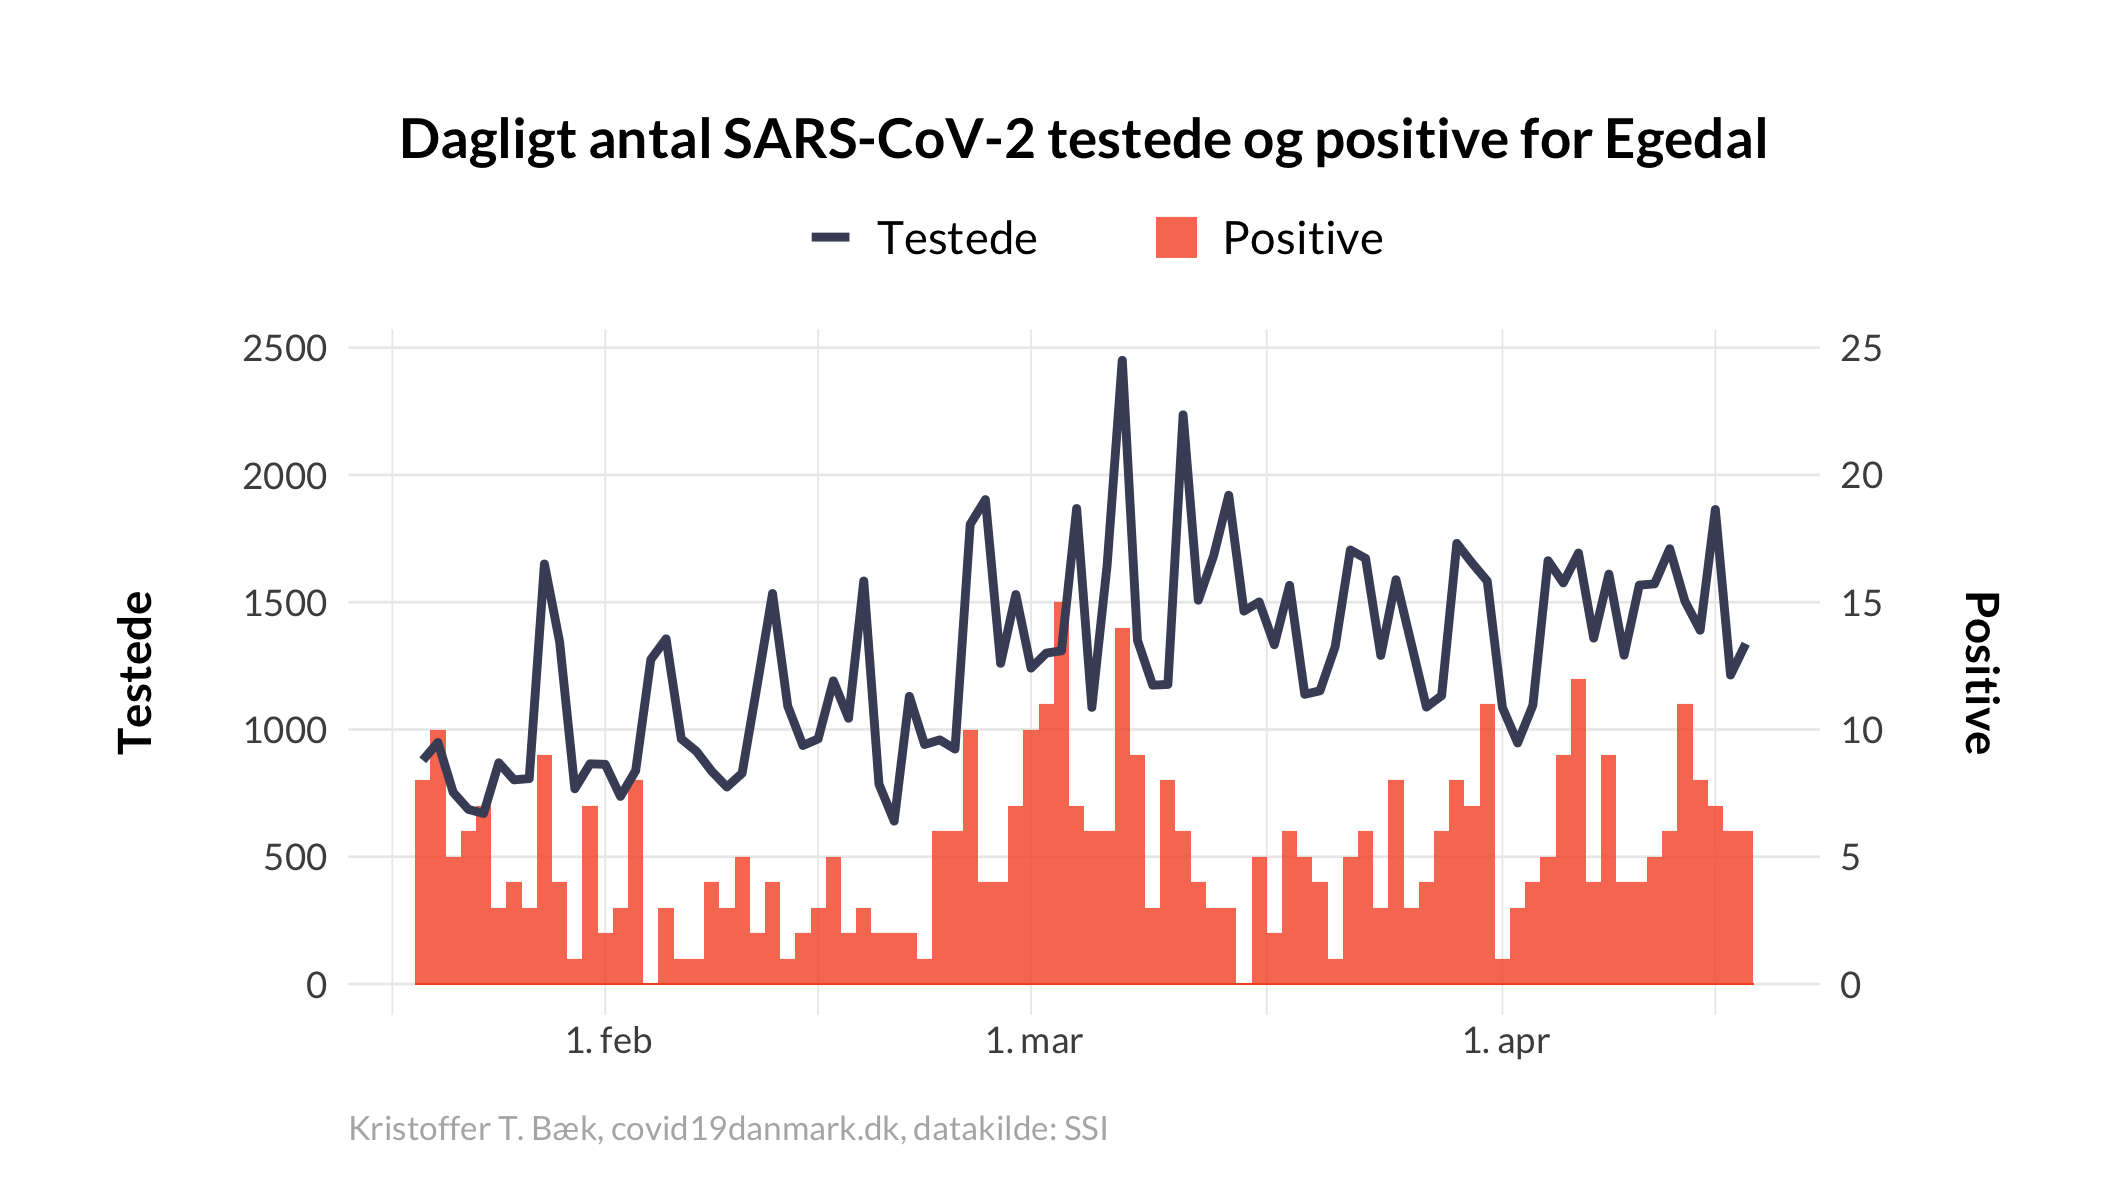 Dagligt antal SARS-CoV-2 testede og positive for Egedal
Testede
Positive
2500
2000
1500
1000
500
0
25
20
15
10
5
0
Testede
Positive
1. feb
1. mar
1. apr
Kristoffer T. Bæk, covid19danmark.dk, datakilde: SSI